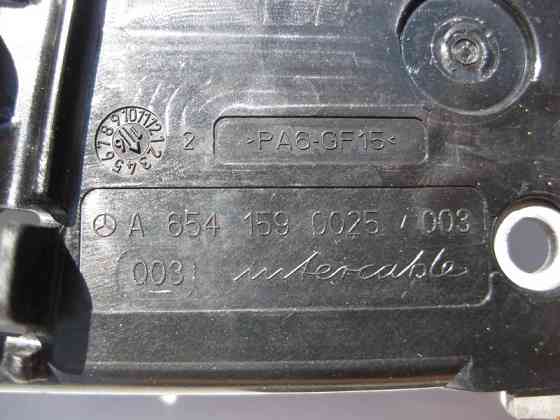 2 >PA6-GF15<
A 654 159 0025 / 003
003 intercable